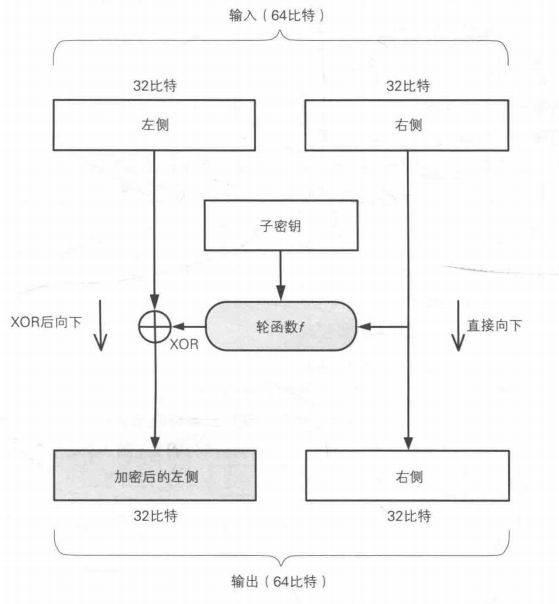 输入（64比特）
32比特
32比特
左侧
右侧
子密钥
XOR后向下
轮函数f
直接向下
XOR
加密后的左侧
右侧
32比特
32比特
输出（64比特）